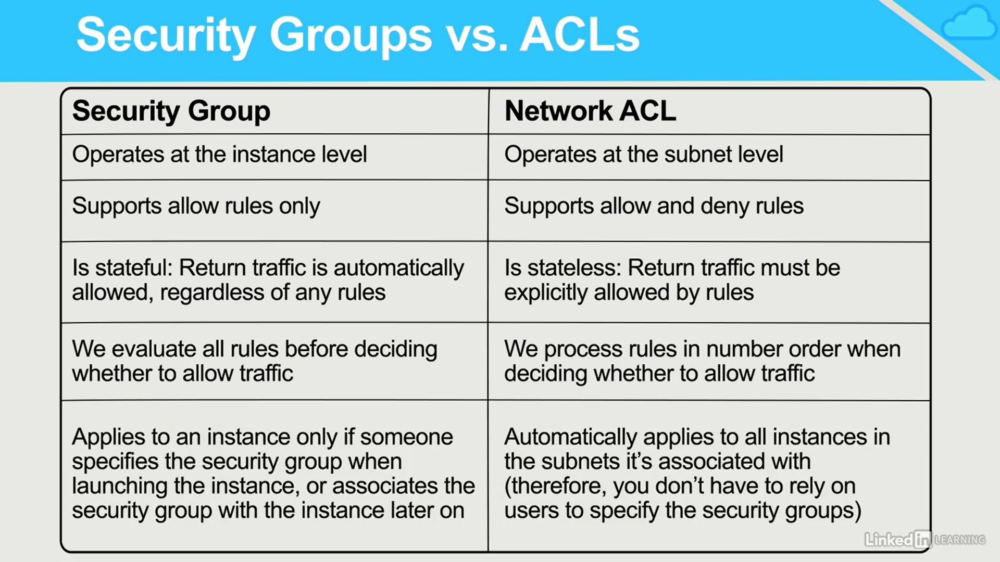 Security Groups vs. ACLs
Security Group
Network ACL
Operates at the instance level
Operates at the subnet level
Supports allow rules only
Supports allow and deny rules
Is stateful: Return traffic is automatically
allowed, regardless of any rules
Is stateless: Return traffic must be
explicitly allowed by rules
We evaluate all rules before deciding
whether to allow traffic
We process rules in number order when
deciding whether to allow traffic
Applies to an instance only if someone
specifies the security group when
launching the instance, or associates the
security group with the instance later on
Automatically applies to all instances in
the subnets it’s associated with
(therefore, you don’t have to rely on
users to specify the security groups)
Linked in LEARNING